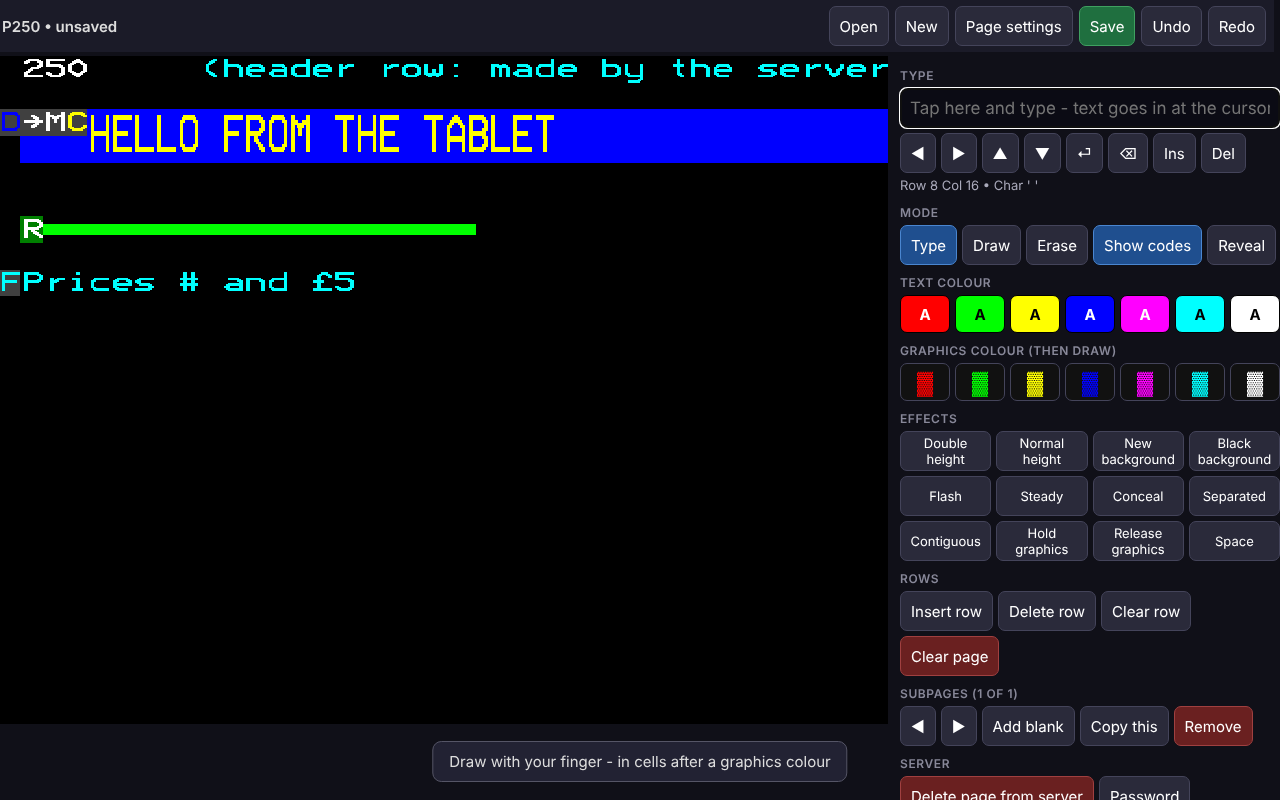 P250 • unsaved
Open New Page settings Save Undo Redo
250 (header row: made by the server
D→MCHELLO FROM THE TABLET
R
FPrices # and £5
Draw with your finger - in cells after a graphics colour
TYPE
Tap here and type - text goes in at the cursor
◀ ▶ ▲ ▼ ⏎ ⌫ Ins Del
Row 8 Col 16 • Char ' '
MODE
Type Draw Erase Show codes Reveal
TEXT COLOUR
A A A A A A A
GRAPHICS COLOUR (THEN DRAW)
▒ ▒ ▒ ▒ ▒ ▒ ▒
EFFECTS
Double height Normal height New background Black background
Flash Steady Conceal Separated
Contiguous Hold graphics Release graphics Space
ROWS
Insert row Delete row Clear row
Clear page
SUBPAGES (1 OF 1)
◀ ▶ Add blank Copy this Remove
SERVER
Delete page from server Password